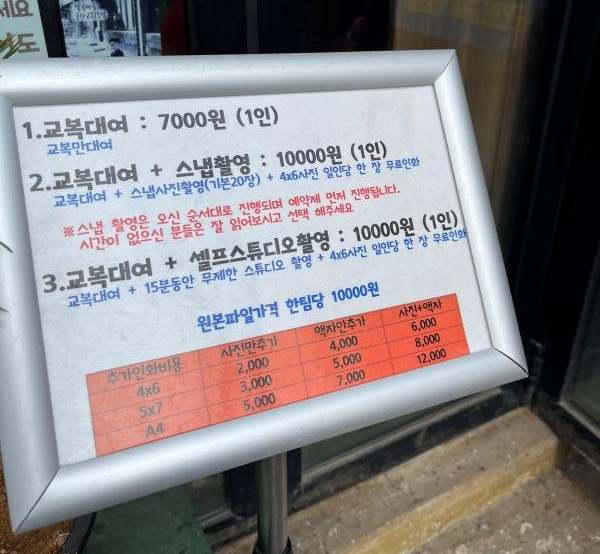 세요
도
1.교복대여 : 7000원 (1인)
교복만대여
2.교복대여 + 스냅촬영 : 10000원 (1인)
교복대여 + 스냅사진촬영(기본20장) + 4x6사진 일인당 한 장 무료인화
※스냅 촬영은 오신 순서대로 진행되며 예약제 먼저 진행됩니다.
시간이 없으신 분들은 잘 읽어보시고 선택 해주세요
3.교복대여 + 셀프스튜디오촬영 : 10000원 (1인)
교복대여 + 15분동안 무제한 스튜디오 촬영 + 4x6사진 일인당 한 장 무료인화
원본파일가격 한팀당 10000원
추가인화비용 사진만추가 액자만추가 사진+액자
4x6 2,000 4,000 6,000
5x7 3,000 5,000 8,000
A4 5,000 7,000 12,000